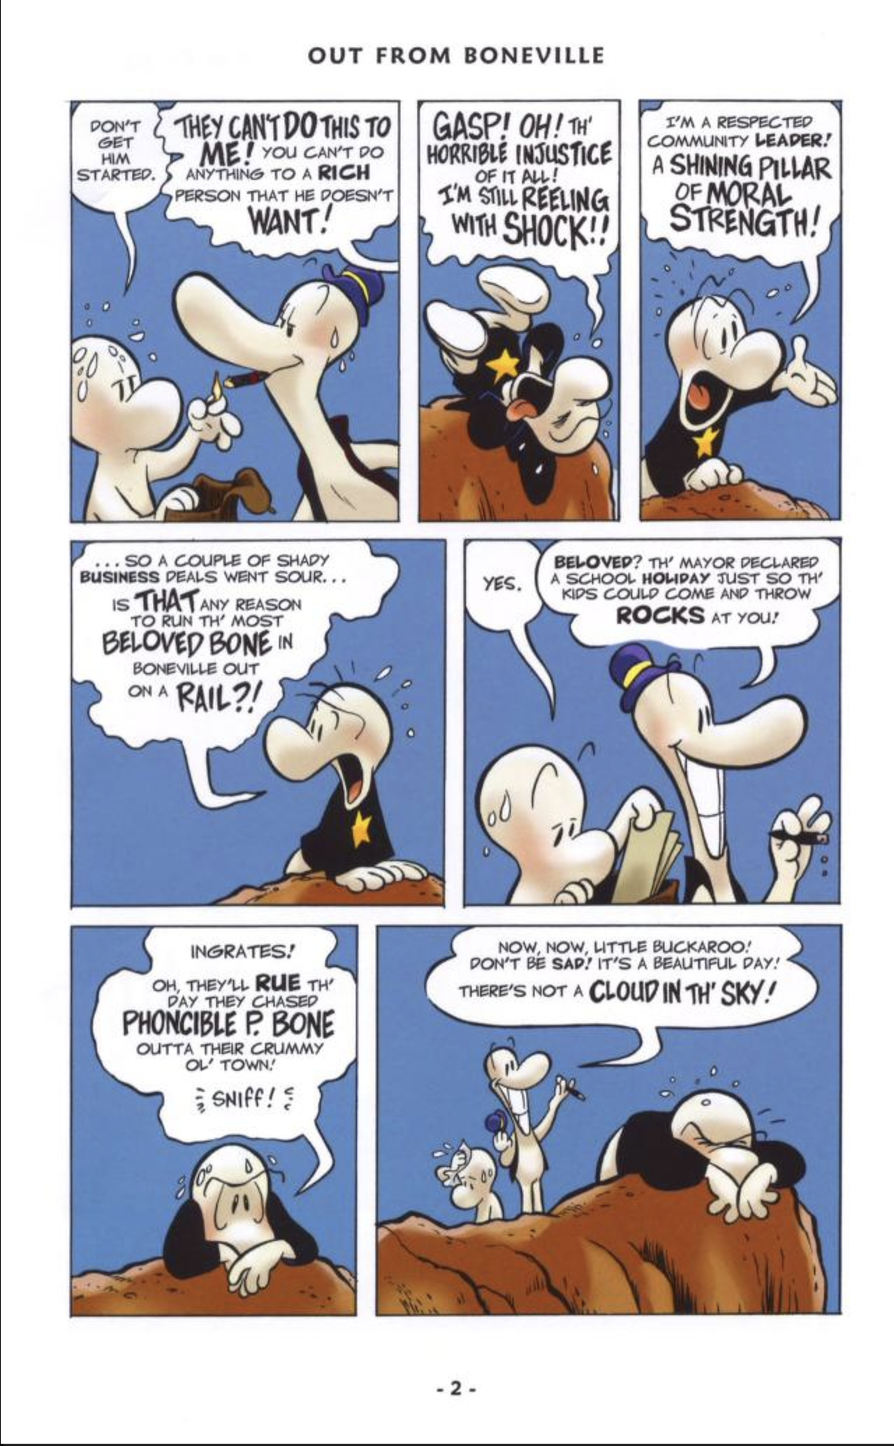 OUT FROM BONEVILLE
DON'T
GET
HIM
STARTED.
THEY CAN'T DO THIS TO
ME! YOU CAN'T DO
ANYTHING TO A RICH
PERSON THAT HE DOESN'T
WANT!
GASP! OH! TH'
HORRIBLE INJUSTICE
OF IT ALL!
I'M STILL REELING
WITH SHOCK!!
I'M A RESPECTED
COMMUNITY LEADER!
A SHINING PILLAR
OF MORAL
STRENGTH!
...SO A COUPLE OF SHADY
BUSINESS DEALS WENT SOUR...
IS THAT ANY REASON
TO RUN TH' MOST
BELOVED BONE IN
BONEVILLE OUT
ON A RAIL?!
YES.
BELOVED? TH' MAYOR DECLARED
A SCHOOL HOLIDAY JUST SO TH'
KIDS COULD COME AND THROW
ROCKS AT YOU!
INGRATES!
OH, THEY'LL RUE TH'
DAY THEY CHASED
PHONCIBLE P. BONE
OUTTA THEIR CRUMMY
OL' TOWN!
SNIFF!
NOW, NOW, LITTLE BUCKAROO!
DON'T BE SAD! IT'S A BEAUTIFUL DAY!
THERE'S NOT A CLOUD IN TH' SKY!
- 2 -